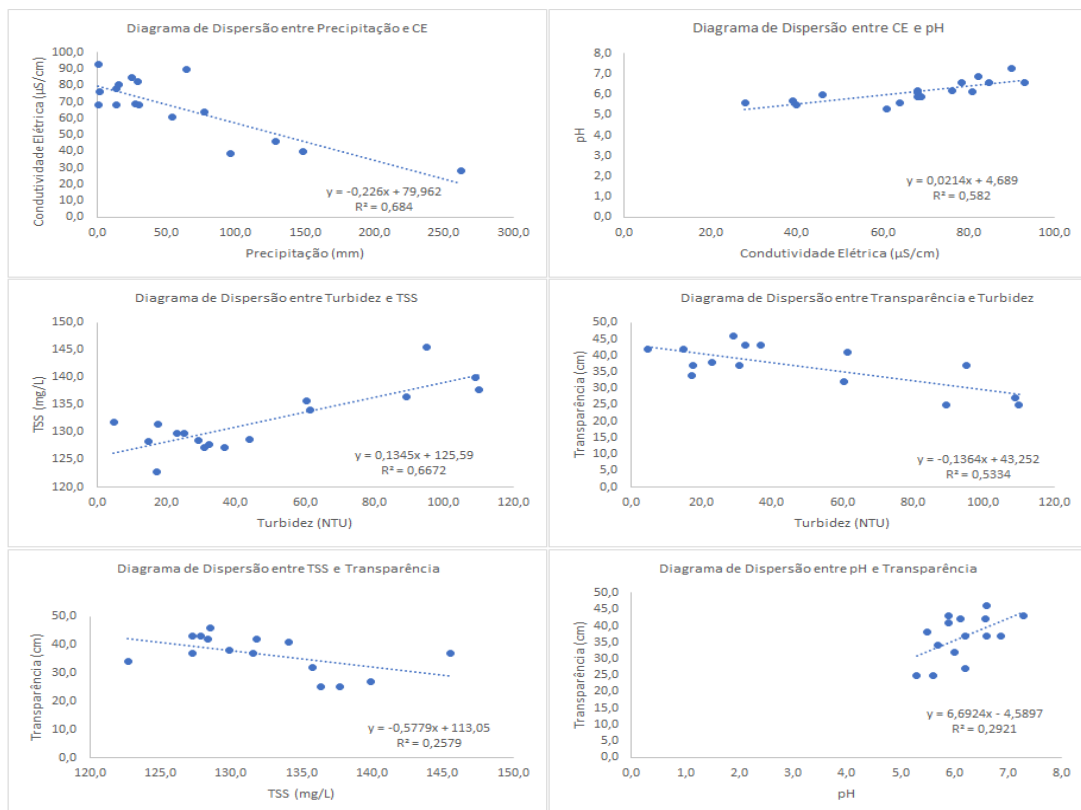 Diagrama de Dispersão entre Precipitação e CE
Condutividade Elétrica (µS/cm)
100,0
90,0
80,0
70,0
60,0
50,0
40,0
30,0
20,0
10,0
0,0
y = -0,226x + 79,962
R² = 0,684
0,0 50,0 100,0 150,0 200,0 250,0 300,0
Precipitação (mm)
Diagrama de Dispersão entre CE e pH
pH
8,0
7,0
6,0
5,0
4,0
3,0
2,0
1,0
0,0
y = 0,0214x + 4,689
R² = 0,582
0,0 20,0 40,0 60,0 80,0 100,0
Condutividade Elétrica (µS/cm)
Diagrama de Dispersão entre Turbidez e TSS
TSS (mg/L)
150,0
145,0
140,0
135,0
130,0
125,0
120,0
y = 0,1345x + 125,59
R² = 0,6672
0,0 20,0 40,0 60,0 80,0 100,0 120,0
Turbidez (NTU)
Diagrama de Dispersão entre Transparência e Turbidez
Transparência (cm)
50,0
45,0
40,0
35,0
30,0
25,0
20,0
15,0
10,0
5,0
0,0
y = -0,1364x + 43,252
R² = 0,5334
0,0 20,0 40,0 60,0 80,0 100,0 120,0
Turbidez (NTU)
Diagrama de Dispersão entre TSS e Transparência
Transparência (cm)
50,0
40,0
30,0
20,0
10,0
0,0
y = -0,5779x + 113,05
R² = 0,2579
120,0 125,0 130,0 135,0 140,0 145,0 150,0
TSS (mg/L)
Diagrama de Dispersão entre pH e Transparência
Transparência (cm)
50,0
45,0
40,0
35,0
30,0
25,0
20,0
15,0
10,0
5,0
0,0
y = 6,6924x - 4,5897
R² = 0,2921
0,0 1,0 2,0 3,0 4,0 5,0 6,0 7,0 8,0
pH